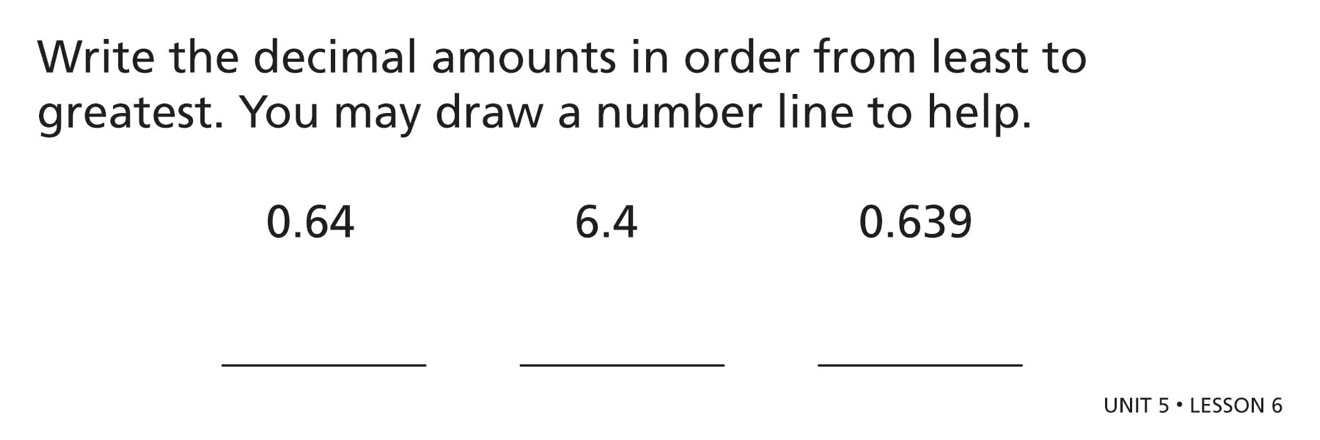 Write the decimal amounts in order from least to
greatest. You may draw a number line to help.
0.64 6.4 0.639
UNIT 5 • LESSON 6